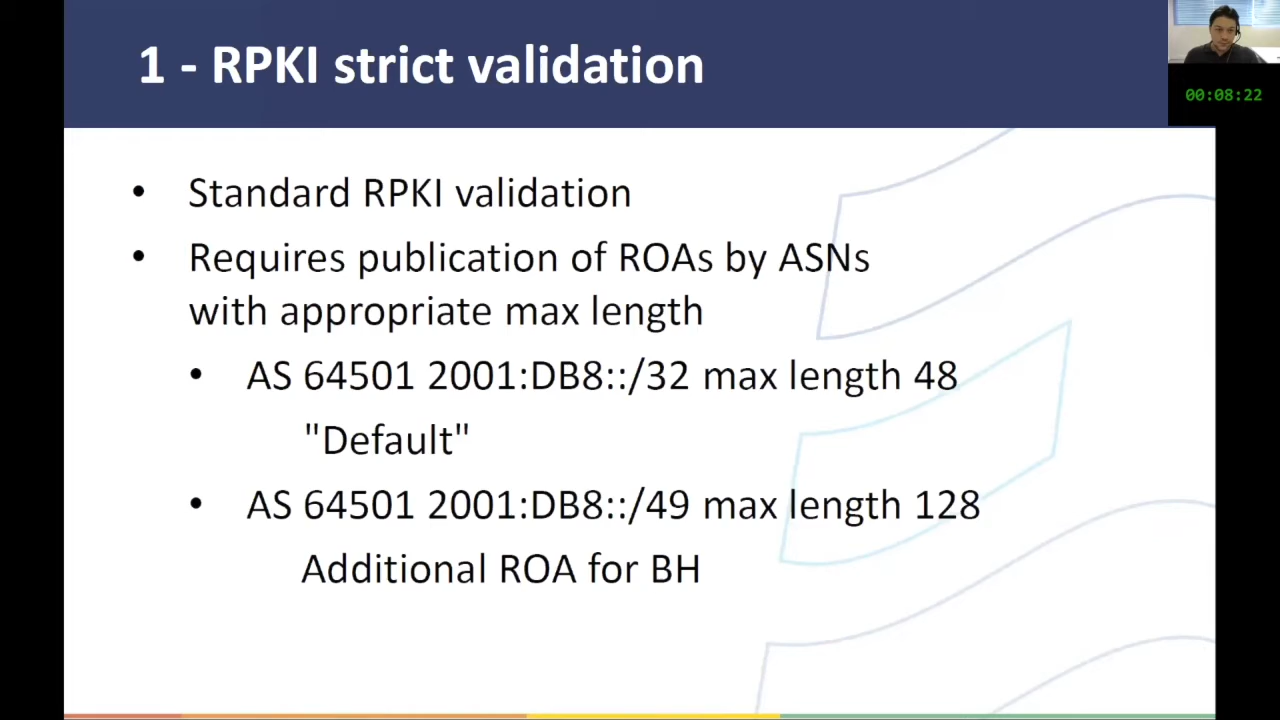 1 - RPKI strict validation
00:08:22
• Standard RPKI validation
• Requires publication of ROAs by ASNs
with appropriate max length
• AS 64501 2001:DB8::/32 max length 48
"Default"
• AS 64501 2001:DB8::/49 max length 128
Additional ROA for BH